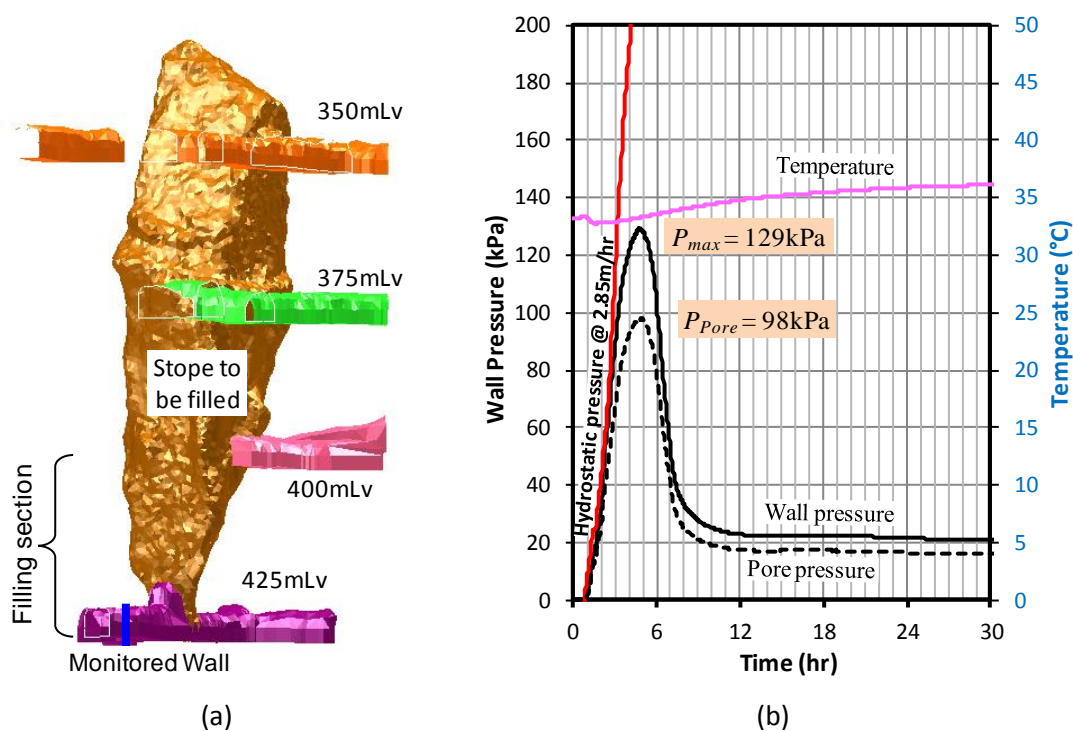 350mLv
375mLv
Stope to
be filled
400mLv
425mLv
Filling section
Monitored Wall
(a)
Wall Pressure (kPa)
200
180
160
140
120
100
80
60
40
20
0
Hydrostatic pressure @ 2.85m/hr
Temperature
P_max = 129kPa
P_Pore = 98kPa
Wall pressure
Pore pressure
50
45
40
35
30
25
20
15
10
5
0
Temperature (°C)
0 6 12 18 24 30
Time (hr)
(b)